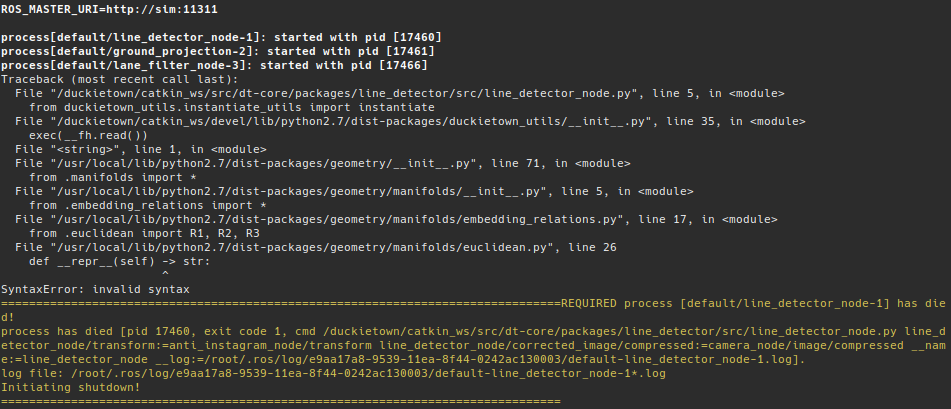 ROS_MASTER_URI=http://sim:11311
process[default/line_detector_node-1]: started with pid [17460]
process[default/ground_projection-2]: started with pid [17461]
process[default/lane_filter_node-3]: started with pid [17466]
Traceback (most recent call last):
  File "/duckietown/catkin_ws/src/dt-core/packages/line_detector/src/line_detector_node.py", line 5, in <module>
    from duckietown_utils.instantiate_utils import instantiate
  File "/duckietown/catkin_ws/devel/lib/python2.7/dist-packages/duckietown_utils/__init__.py", line 35, in <module>
    exec(__fh.read())
  File "<string>", line 1, in <module>
  File "/usr/local/lib/python2.7/dist-packages/geometry/__init__.py", line 71, in <module>
    from .manifolds import *
  File "/usr/local/lib/python2.7/dist-packages/geometry/manifolds/__init__.py", line 5, in <module>
    from .embedding_relations import *
  File "/usr/local/lib/python2.7/dist-packages/geometry/manifolds/embedding_relations.py", line 17, in <module>
    from .euclidean import R1, R2, R3
  File "/usr/local/lib/python2.7/dist-packages/geometry/manifolds/euclidean.py", line 26
    def __repr__(self) -> str:
                       ^
SyntaxError: invalid syntax
================================================================================REQUIRED process [default/line_detector_node-1] has die
d!
process has died [pid 17460, exit code 1, cmd /duckietown/catkin_ws/src/dt-core/packages/line_detector/src/line_detector_node.py line_d
etector_node/transform:=anti_instagram_node/transform line_detector_node/corrected_image/compressed:=camera_node/image/compressed __nam
e:=line_detector_node __log:=/root/.ros/log/e9aa17a8-9539-11ea-8f44-0242ac130003/default-line_detector_node-1.log].
log file: /root/.ros/log/e9aa17a8-9539-11ea-8f44-0242ac130003/default-line_detector_node-1*.log
Initiating shutdown!
================================================================================